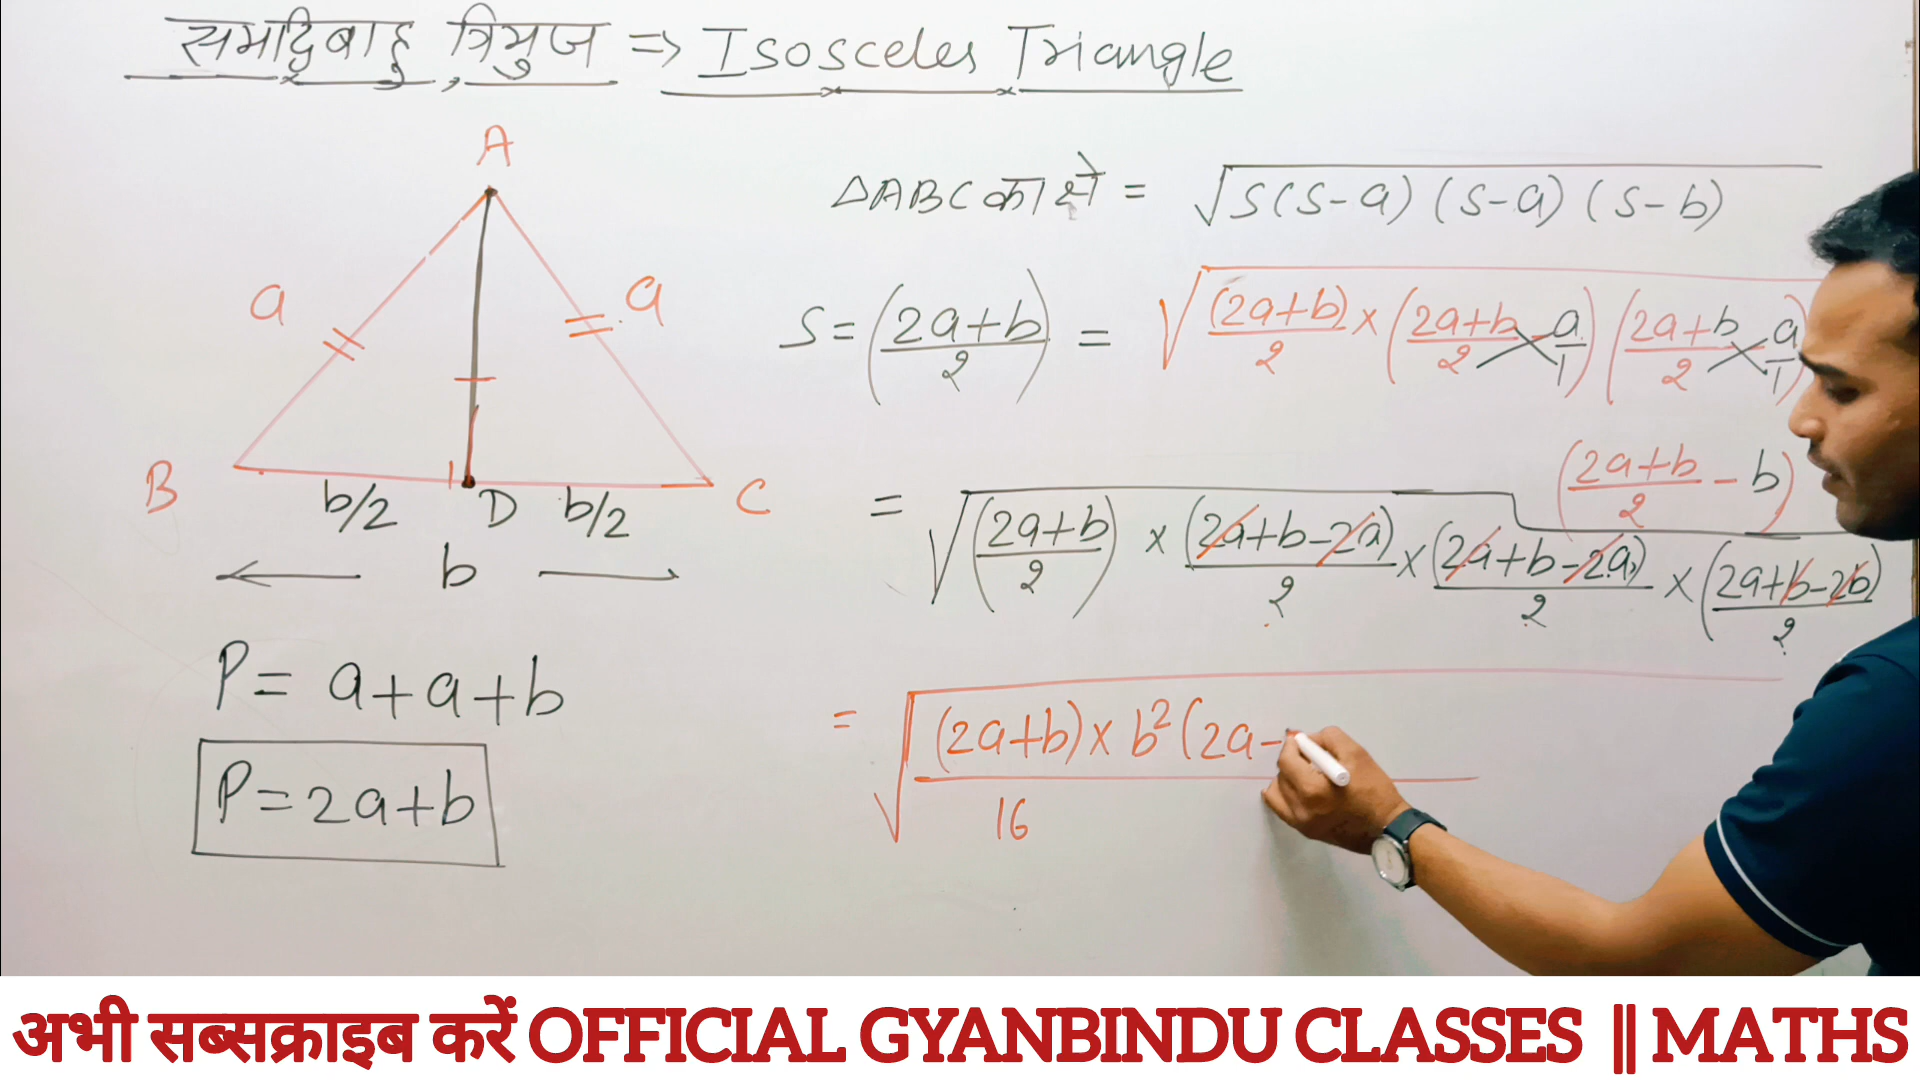 समद्विबाहु त्रिभुज => Isosceles Triangle
A
a
a
B
C
b/2
D
b/2
b
P = a+a+b
P = 2a+b
△ABC का क्षे० = √S(S-a) (S-a) (S-b)
S = (2a+b/2) = √(2a+b)/2 × (2a+b/2 - a/1) (2a+b/2 - a/1)
(2a+b/2 - b)
= √(2a+b/2) × (2a+b-2a)/2 × (2a+b-2a)/2 × (2a+b-2b)/2
= √(2a+b) × b² (2a-
16
अभी सब्सक्राइब करें OFFICIAL GYANBINDU CLASSES || MATHS